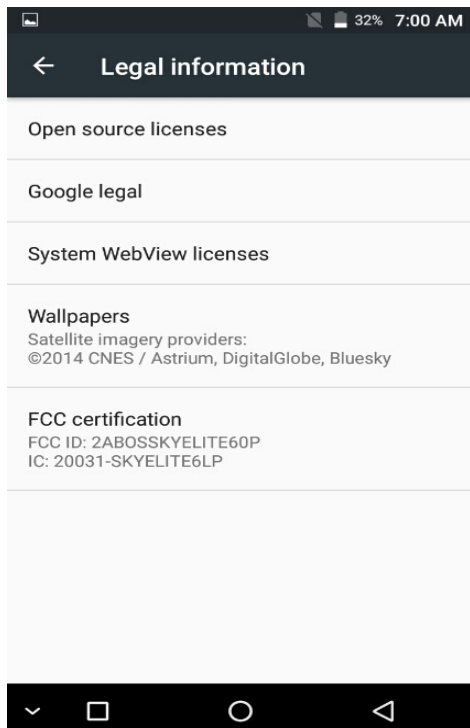 32% 7:00 AM
Legal information
Open source licenses
Google legal
System WebView licenses
Wallpapers
Satellite imagery providers:
©2014 CNES / Astrium, DigitalGlobe, Bluesky
FCC certification
FCC ID: 2ABOSSKYELITE60P
IC: 20031-SKYELITE6LP